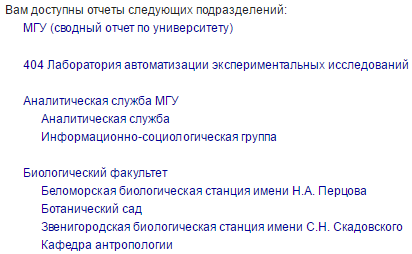 Вам доступны отчеты следующих подразделений:
МГУ (сводный отчет по университету)
404 Лаборатория автоматизации экспериментальных исследований
Аналитическая служба МГУ
Аналитическая служба
Информационно-социологическая группа
Биологический факультет
Беломорская биологическая станция имени Н.А. Перцова
Ботанический сад
Звенигородская биологическая станция имени С.Н. Скадовского
Кафедра антропологии